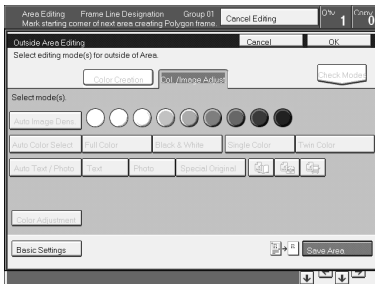 Area Editing Frame Line Designation Group 01
Mark starting corner of next area creating Polygon frame.
Cancel Editing
Q'ty Copy
1 0
Outside Area Editing Cancel OK
Select editing mode(s) for outside of Area.
Color Creation Col./Image Adjust Check Modes
Select mode(s).
Auto Image Dens.
Auto Color Select Full Color Black & White Single Color Twin Color
Auto Text / Photo Text Photo Special Original
Color Adjustment
Basic Settings Save Area